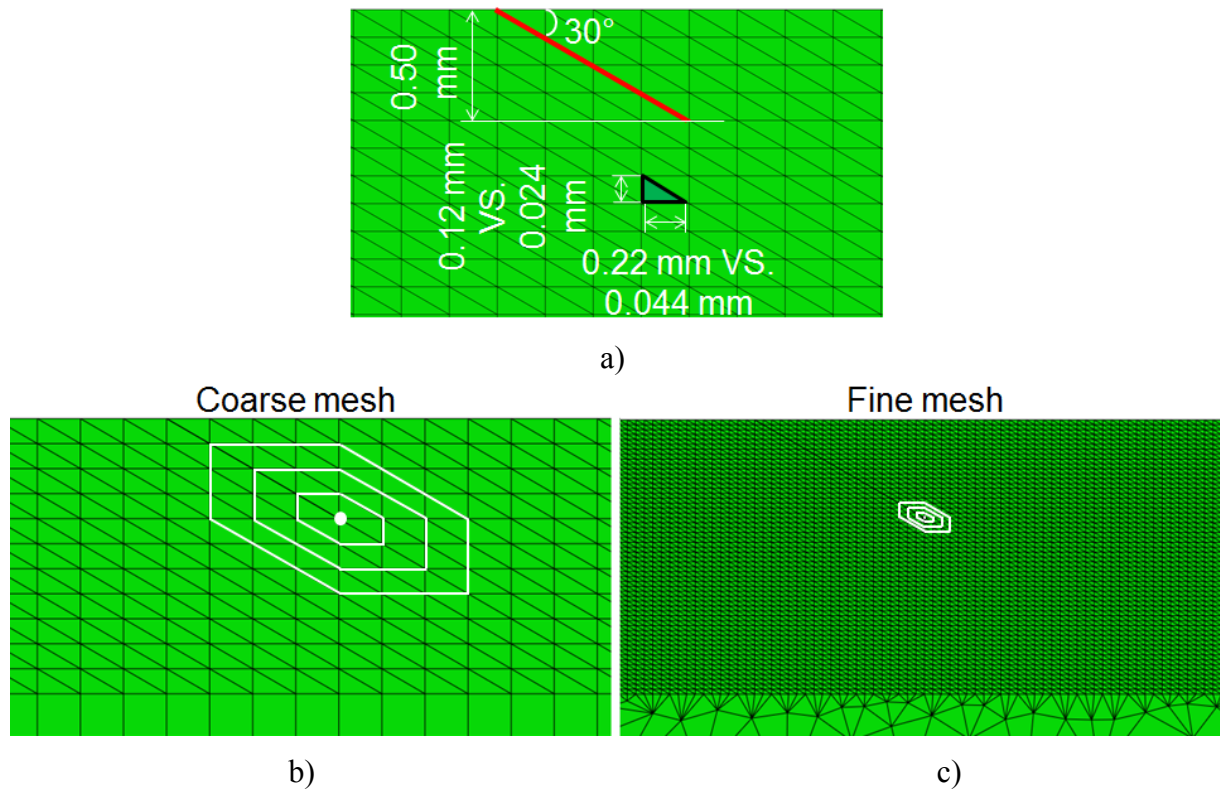 30°
0.50
mm
0.12 mm
VS.
0.024
mm
0.22 mm VS.
0.044 mm
a)
Coarse mesh
Fine mesh
b)
c)